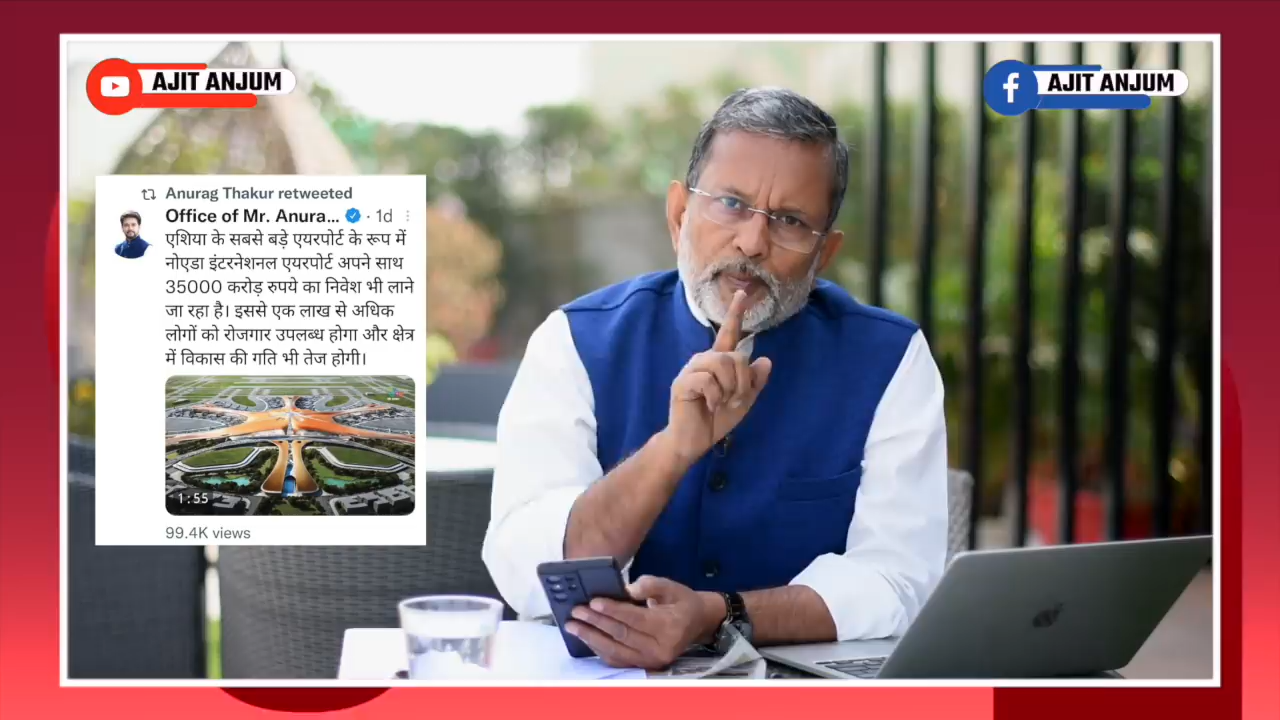 AJIT ANJUM
AJIT ANJUM
Anurag Thakur retweeted
Office of Mr. Anura... · 1d
एशिया के सबसे बड़े एयरपोर्ट के रूप में
नोएडा इंटरनेशनल एयरपोर्ट अपने साथ
35000 करोड़ रुपये का निवेश भी लाने
जा रहा है। इससे एक लाख से अधिक
लोगों को रोजगार उपलब्ध होगा और क्षेत्र
में विकास की गति भी तेज होगी।
1:55
99.4K views